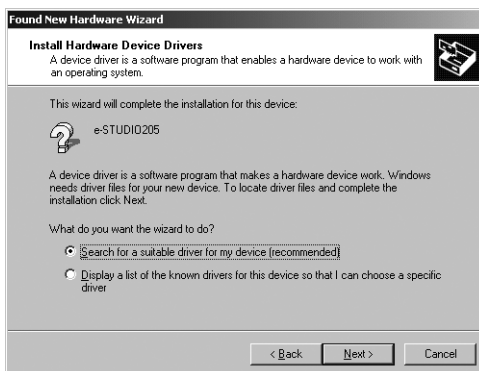 Found New Hardware Wizard
Install Hardware Device Drivers
A device driver is a software program that enables a hardware device to work with
an operating system.
This wizard will complete the installation for this device:
e-STUDIO205
A device driver is a software program that makes a hardware device work. Windows
needs driver files for your new device. To locate driver files and complete the
installation click Next.
What do you want the wizard to do?
Search for a suitable driver for my device (recommended)
Display a list of the known drivers for this device so that I can choose a specific
driver
< Back Next > Cancel